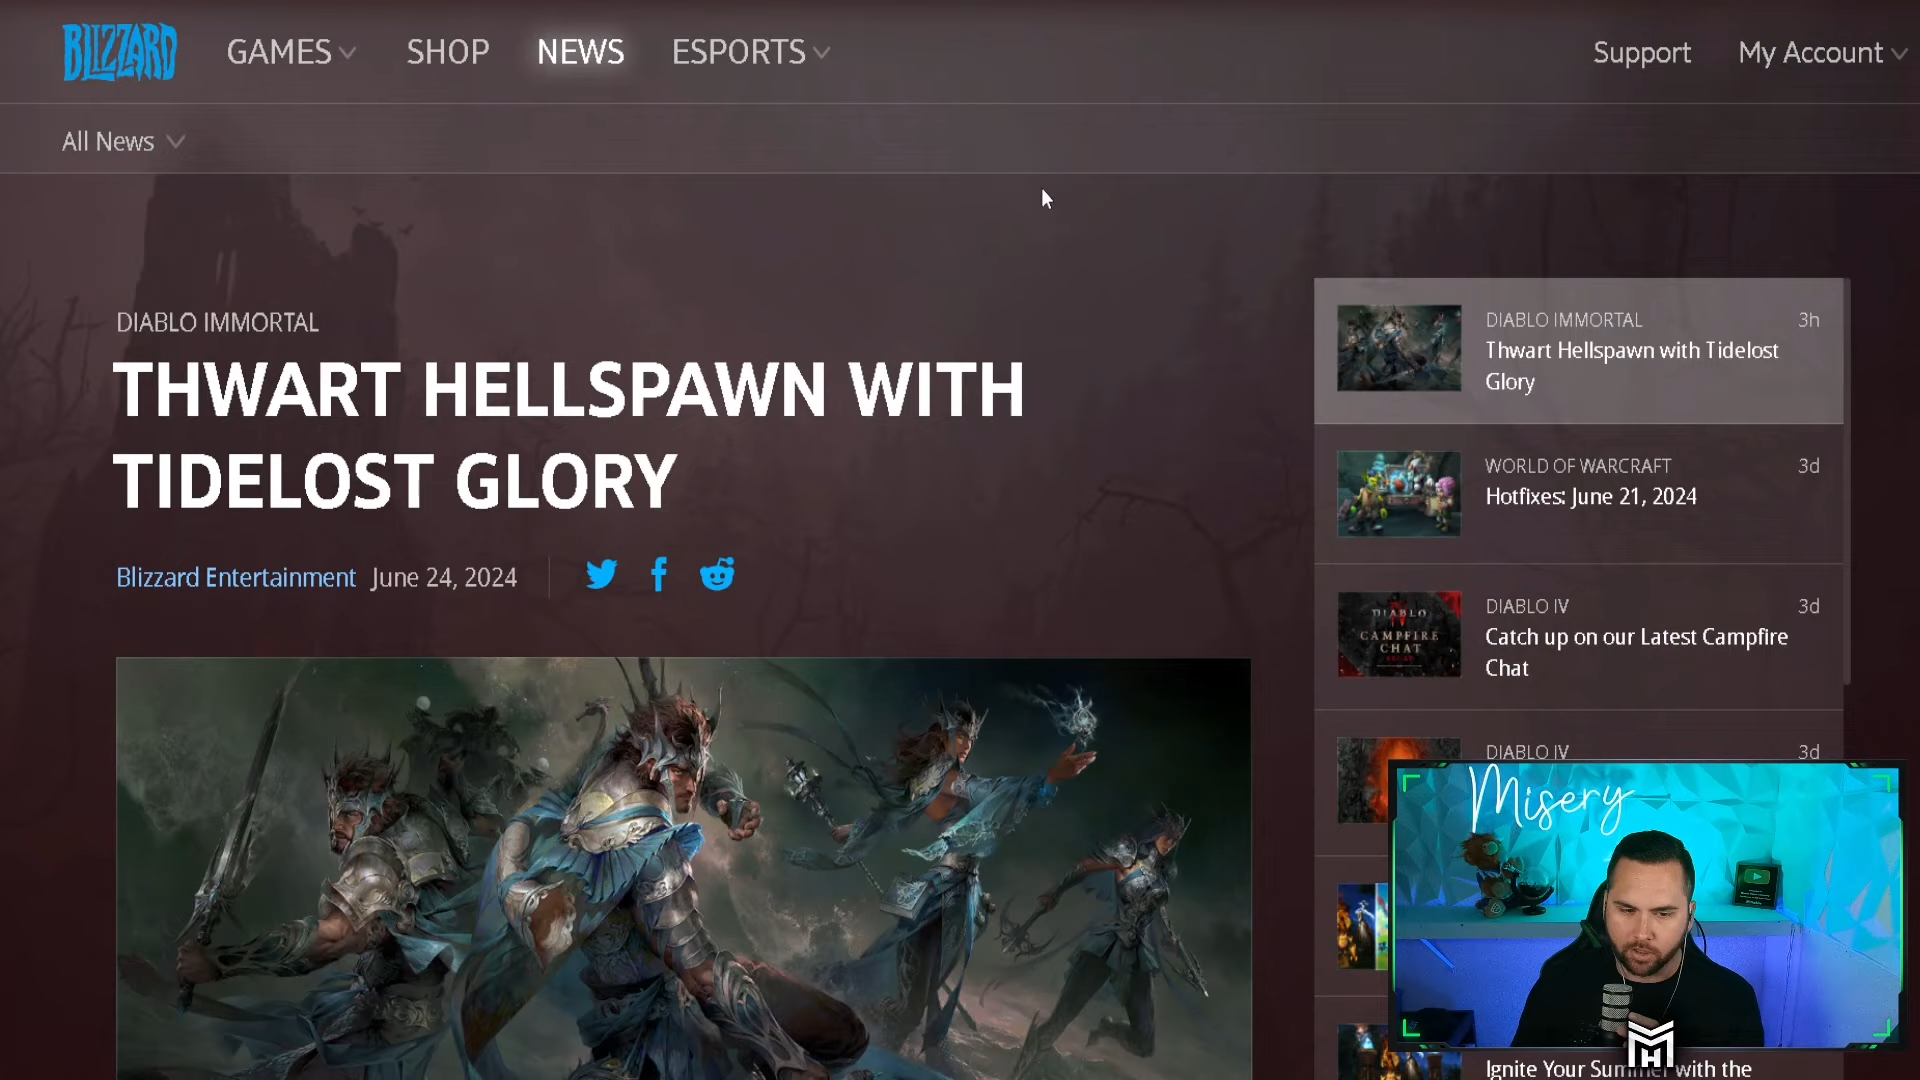 BLIZZARD
GAMES
SHOP
NEWS
ESPORTS
Support
My Account
All News
DIABLO IMMORTAL
THWART HELLSPAWN WITH
TIDELOST GLORY
Blizzard Entertainment
June 24, 2024
DIABLO IMMORTAL
3h
Thwart Hellspawn with Tidelost
Glory
WORLD OF WARCRAFT
3d
Hotfixes: June 21, 2024
DIABLO IV
3d
Catch up on our Latest Campfire
Chat
DIABLO
IV
CAMPFIRE
CHAT
DIABLO IV
3d
Misery
MH
Ignite Your Summer with the